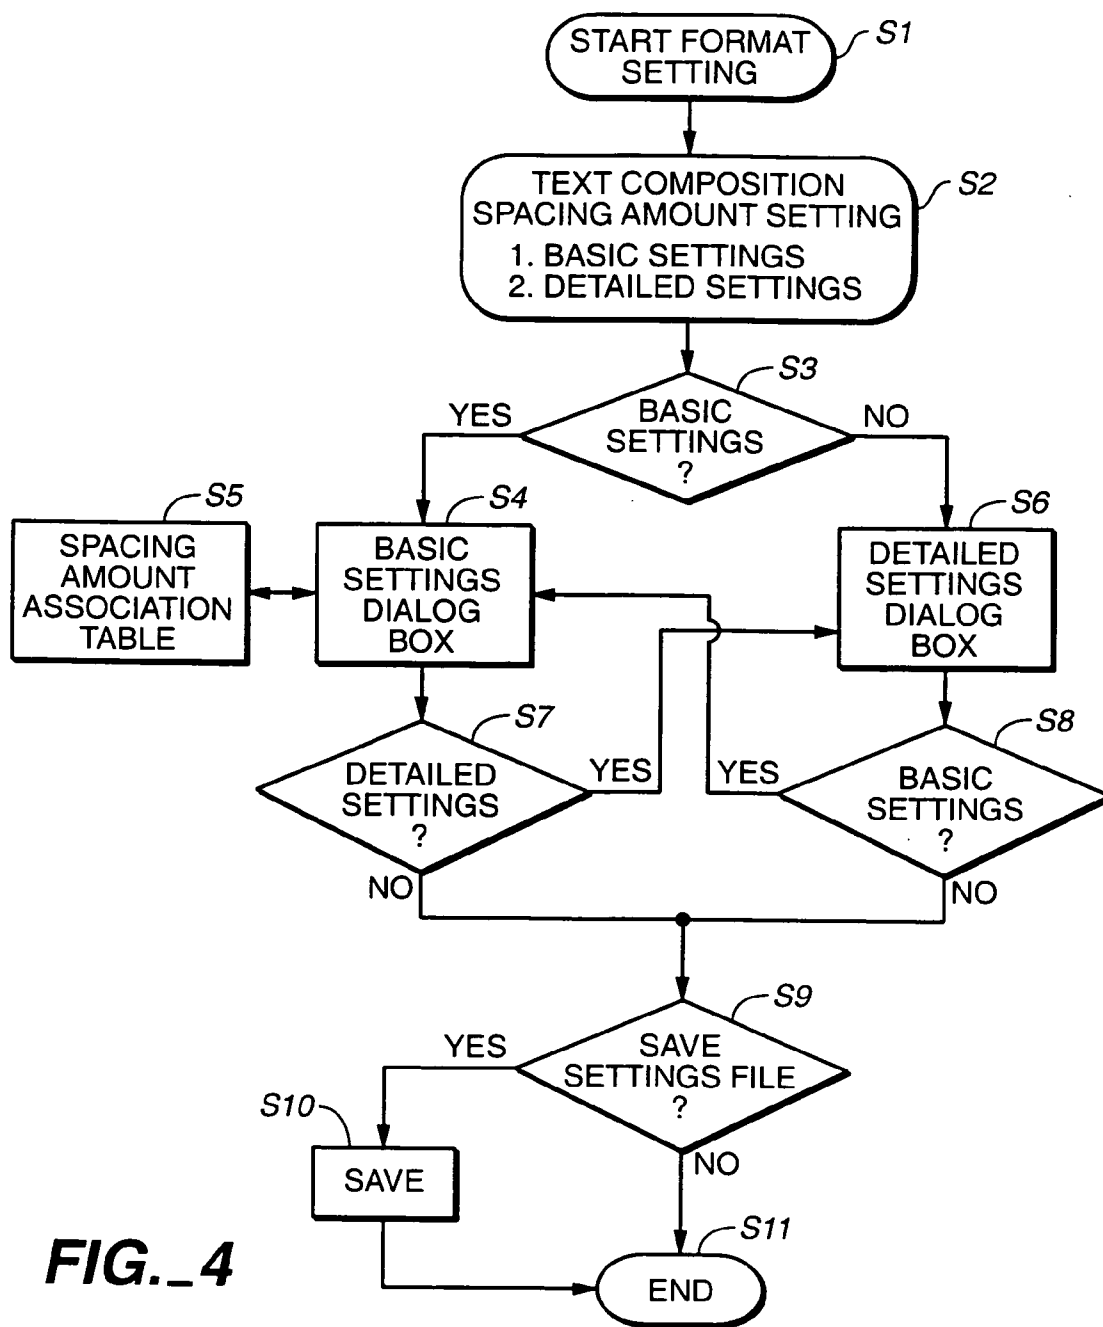 START FORMAT
SETTING
S1
TEXT COMPOSITION
SPACING AMOUNT SETTING
1. BASIC SETTINGS
2. DETAILED SETTINGS
S2
S3
BASIC
SETTINGS
?
YES
NO
S5
SPACING
AMOUNT
ASSOCIATION
TABLE
S4
BASIC
SETTINGS
DIALOG
BOX
S6
DETAILED
SETTINGS
DIALOG
BOX
S7
DETAILED
SETTINGS
?
YES
NO
S8
BASIC
SETTINGS
?
YES
NO
S9
SAVE
SETTINGS FILE
?
YES
NO
S10
SAVE
S11
END
FIG._4